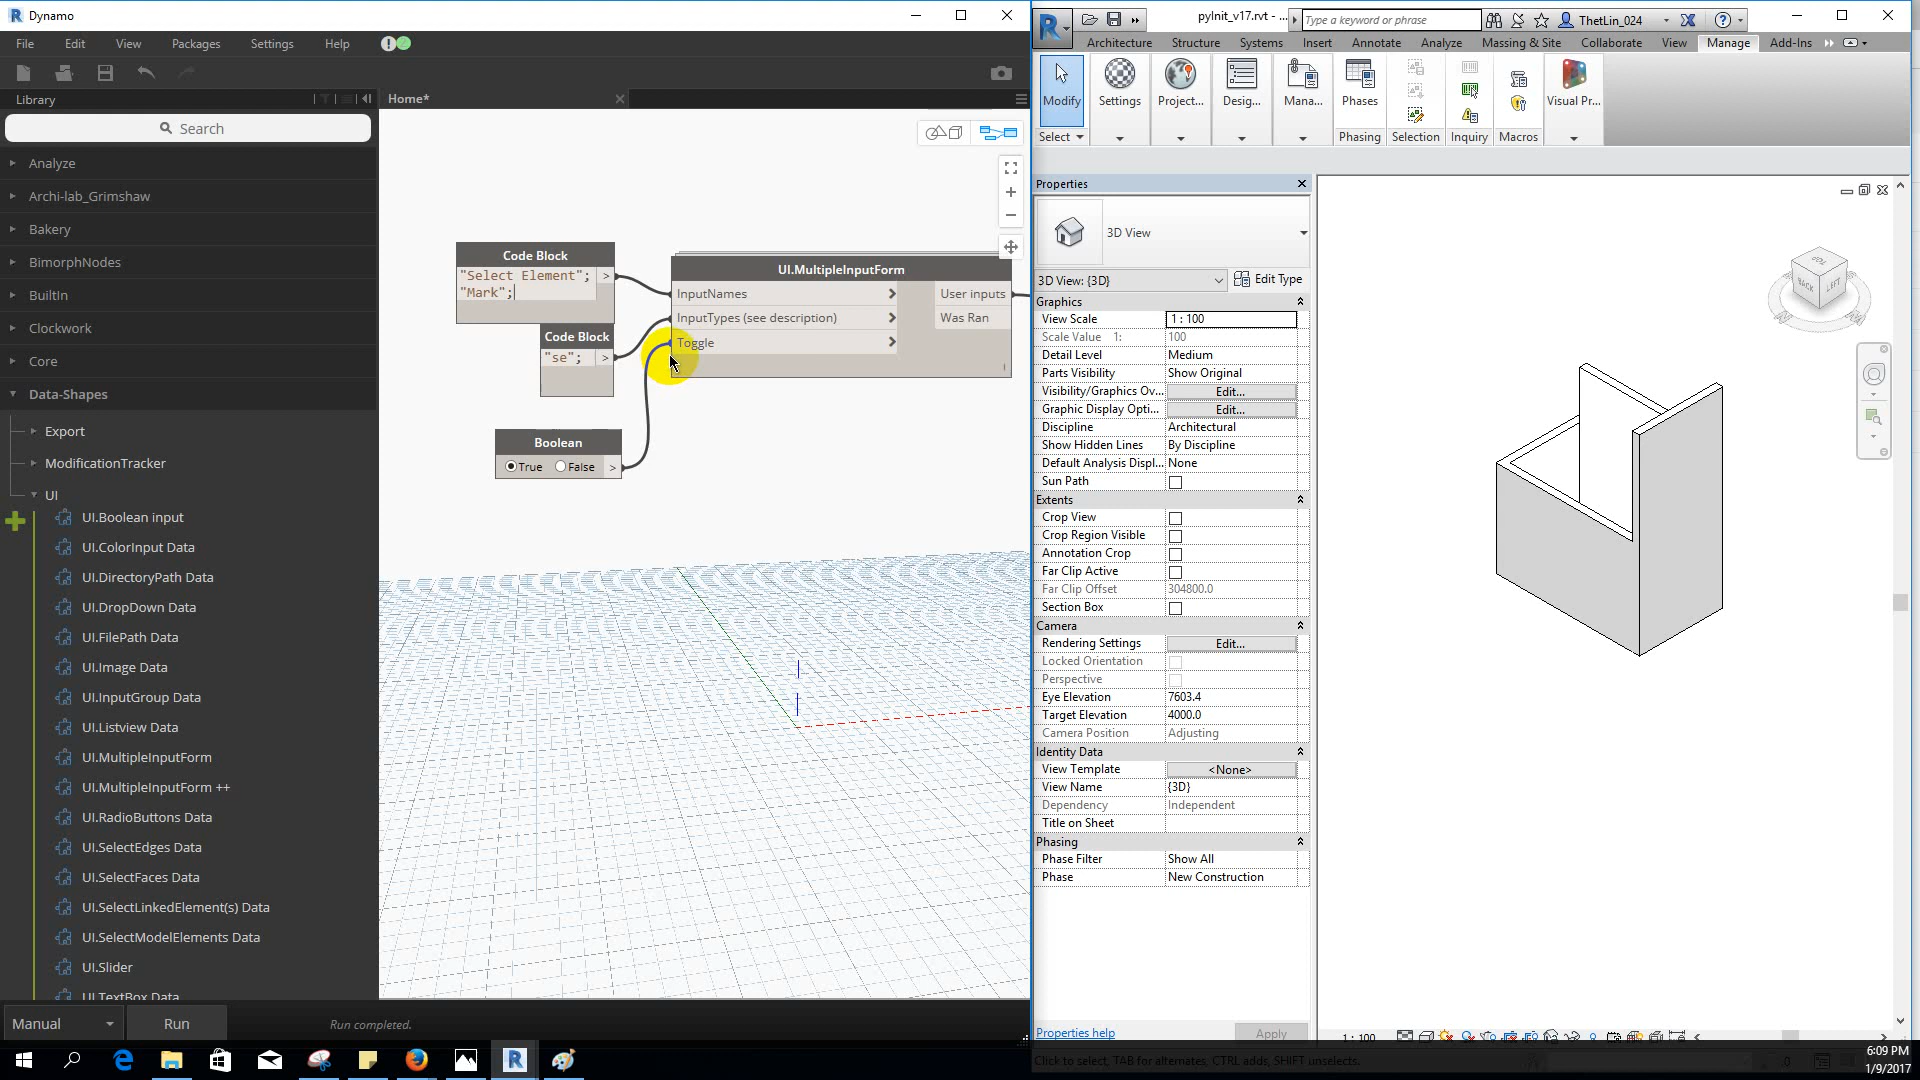 Dynamo
File Edit View Packages Settings Help
Library
Home*
Search
Analyze
Archi-lab_Grimshaw
Bakery
BimorphNodes
BuiltIn
Clockwork
Core
Data-Shapes
Export
ModificationTracker
UI
UI.Boolean input
UI.ColorInput Data
UI.DirectoryPath Data
UI.DropDown Data
UI.FilePath Data
UI.Image Data
UI.InputGroup Data
UI.Listview Data
UI.MultipleInputForm
UI.MultipleInputForm ++
UI.RadioButtons Data
UI.SelectEdges Data
UI.SelectFaces Data
UI.SelectLinkedElement(s) Data
UI.SelectModelElements Data
UI.Slider
UI.TextBox Data
Manual
Run
Run completed.
Code Block
"Select Element"; >
"Mark";
Code Block
"se"; >
Boolean
True False >
UI.MultipleInputForm
InputNames
InputTypes (see description)
Toggle
User inputs
Was Ran
pyInit_v17.rvt - ...
Type a keyword or phrase
ThetLin_024
Architecture Structure Systems Insert Annotate Analyze Massing & Site Collaborate View Manage Add-Ins
Modify
Settings
Project...
Desig...
Mana...
Phases
Visual Pr...
Select
Phasing
Selection
Inquiry
Macros
Properties
3D View
3D View: {3D}
Edit Type
Graphics
View Scale 1 : 100
Scale Value 1: 100
Detail Level Medium
Parts Visibility Show Original
Visibility/Graphics Ov... Edit...
Graphic Display Opti... Edit...
Discipline Architectural
Show Hidden Lines By Discipline
Default Analysis Displ... None
Sun Path
Extents
Crop View
Crop Region Visible
Annotation Crop
Far Clip Active
Far Clip Offset 304800.0
Section Box
Camera
Rendering Settings Edit...
Locked Orientation
Perspective
Eye Elevation 7603.4
Target Elevation 4000.0
Camera Position Adjusting
Identity Data
View Template <None>
View Name {3D}
Dependency Independent
Title on Sheet
Phasing
Phase Filter Show All
Phase New Construction
Properties help
Apply
TOP
BACK
LEFT
1 : 100
Click to select, TAB for alternates, CTRL adds, SHIFT unselects.
6:09 PM
1/9/2017